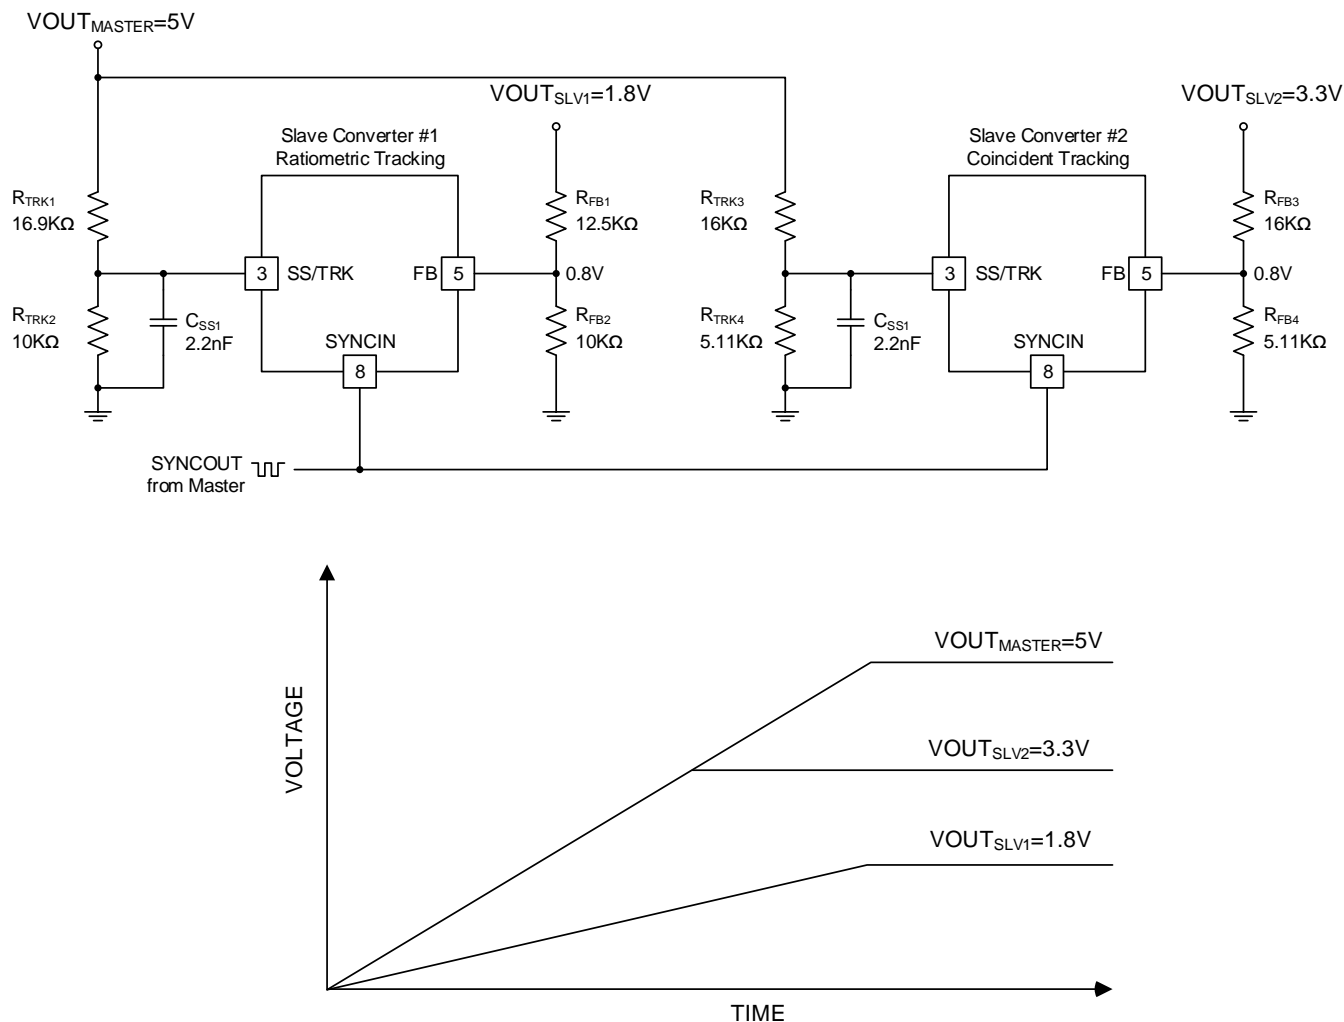 VOUTMASTER=5V
VOUTSLV1=1.8V
VOUTSLV2=3.3V
Slave Converter #1
Ratiometric Tracking
Slave Converter #2
Coincident Tracking
RTRK1
16.9KΩ
RFB1
12.5KΩ
RTRK3
16KΩ
RFB3
16KΩ
3
SS/TRK
FB
5
0.8V
3
SS/TRK
FB
5
0.8V
RTRK2
10KΩ
CSS1
2.2nF
SYNCIN
8
RFB2
10KΩ
RTRK4
5.11KΩ
CSS1
2.2nF
SYNCIN
8
RFB4
5.11KΩ
SYNCOUT
from Master
VOLTAGE
VOUTMASTER=5V
VOUTSLV2=3.3V
VOUTSLV1=1.8V
TIME